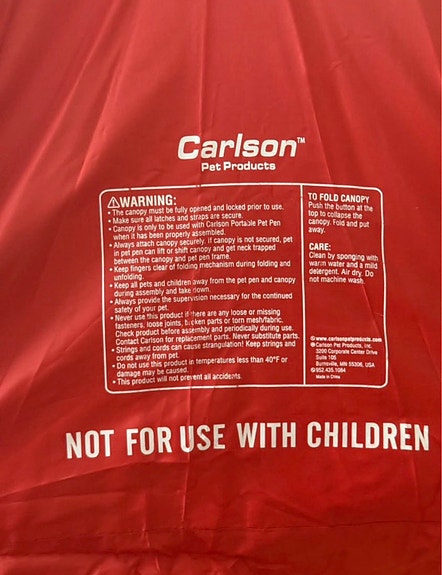 Carlson™
Pet Products
⚠WARNING:
• The canopy must be fully opened and locked prior to use.
• Make sure all latches and straps are secure.
• Canopy is only to be used with Carlson Portable Pet Pen
when it has been properly assembled.
• Always attach canopy securely. If canopy is not secured, pet
in pet pen can lift or shift canopy and get neck trapped
between the canopy and pet pen frame.
• Keep fingers clear of folding mechanism during folding and
unfolding.
• Keep all pets and children away from the pet pen and canopy
during assembly and take down.
• Always provide the supervision necessary for the continued
safety of your pet.
• Never use this product if there are any loose or missing
fasteners, loose joints, broken parts or torn mesh/fabric.
Check product before assembly and periodically during use.
Contact Carlson for replacement parts. Never substitute parts.
• Strings and cords can cause strangulation! Keep strings and
cords away from pet.
• Do not use this product in temperatures less than 40°F or
damage may be caused.
• This product will not prevent all accidents.
TO FOLD CANOPY
Push the button at the
top to collapse the
canopy. Fold and put
away.
CARE:
Clean by sponging with
warm water and a mild
detergent. Air dry. Do
not machine wash.
www.carlsonpetproducts.com
Carlson Pet Products, Inc.
3200 Corporate Center Drive
Suite 105
Burnsville, MN 55306, USA
952.435.1084
Made in China
NOT FOR USE WITH CHILDREN